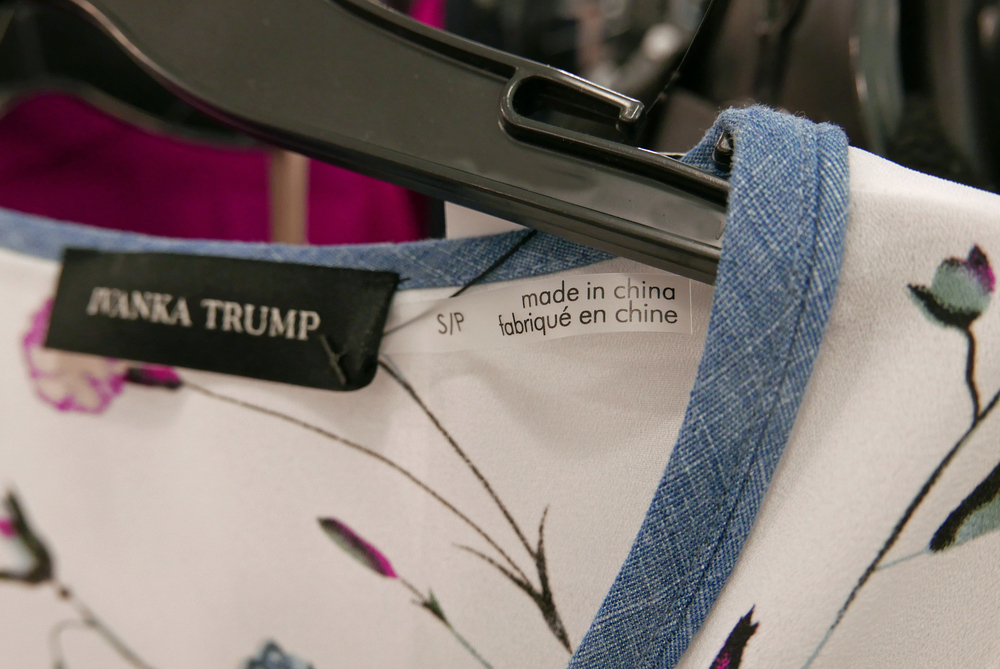 IVANKA TRUMP
S/P
made in china
fabriqué en chine